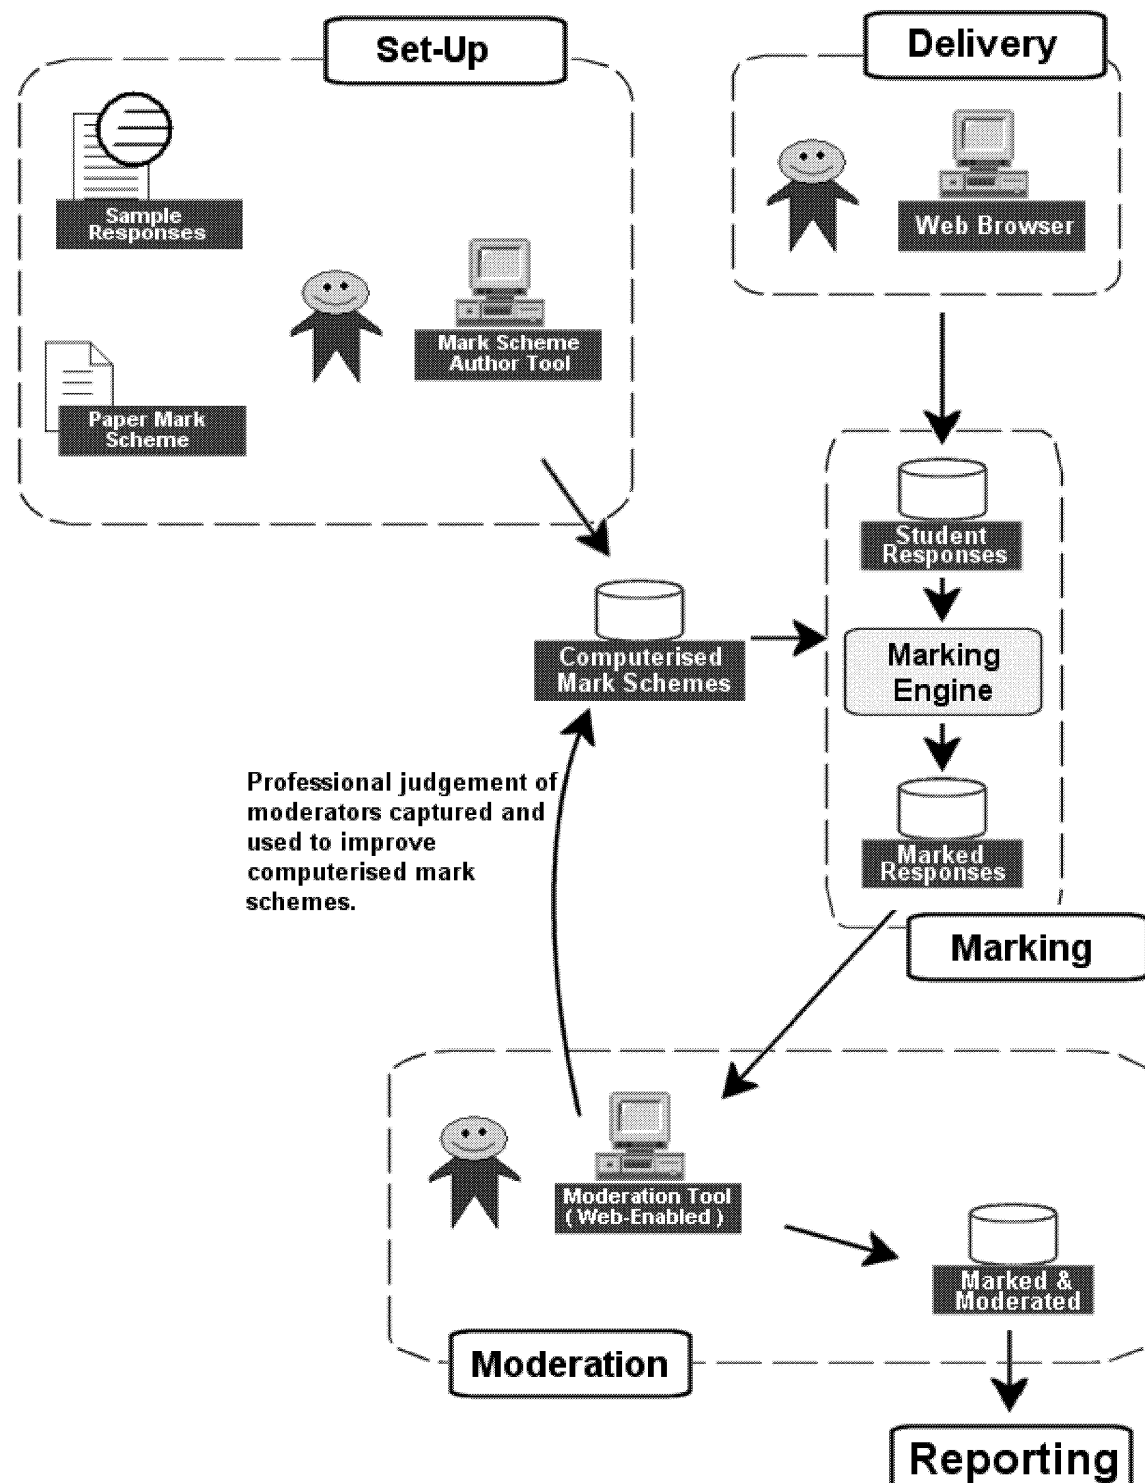 Set-Up
Sample
Responses
Mark Scheme
Author Tool
Paper Mark
Scheme
Delivery
Web Browser
Student
Responses
Computerised
Mark Schemes
Marking
Engine
Marked
Responses
Marking
Professional judgement of
moderators captured and
used to improve
computerised mark
schemes.
Moderation Tool
( Web-Enabled )
Marked &
Moderated
Moderation
Reporting